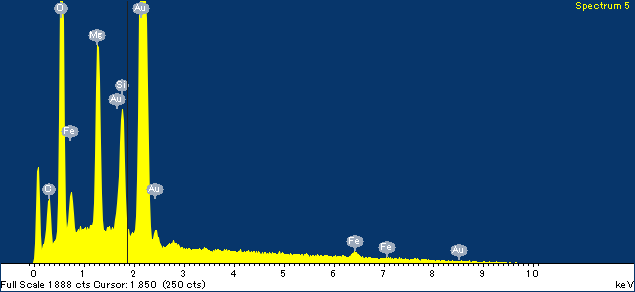 Spectrum 5
O Au
Mg
Si
Au
Fe
Au
Fe Fe Au
0 1 2 3 4 5 6 7 8 9 10
Full Scale 1888 cts Cursor: 1.850 (250 cts) keV